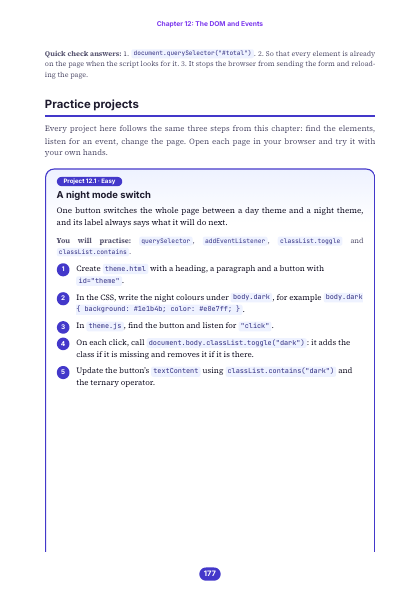 Chapter 12: The DOM and Events
Quick check answers: 1. document.querySelector("#total"). 2. So that every element is already
on the page when the script looks for it. 3. It stops the browser from sending the form and reload-
ing the page.
Practice projects
Every project here follows the same three steps from this chapter: find the elements,
listen for an event, change the page. Open each page in your browser and try it with
your own hands.
Project 12.1 · Easy
A night mode switch
One button switches the whole page between a day theme and a night theme,
and its label always says what it will do next.
You will practise: querySelector, addEventListener, classList.toggle and
classList.contains.
1 Create theme.html with a heading, a paragraph and a button with
id="theme".
2 In the CSS, write the night colours under body.dark, for example body.dark
{ background: #1e1b4b; color: #e8e7ff; }.
3 In theme.js, find the button and listen for "click".
4 On each click, call document.body.classList.toggle("dark"): it adds the
class if it is missing and removes it if it is there.
5 Update the button's textContent using classList.contains("dark") and
the ternary operator.
177